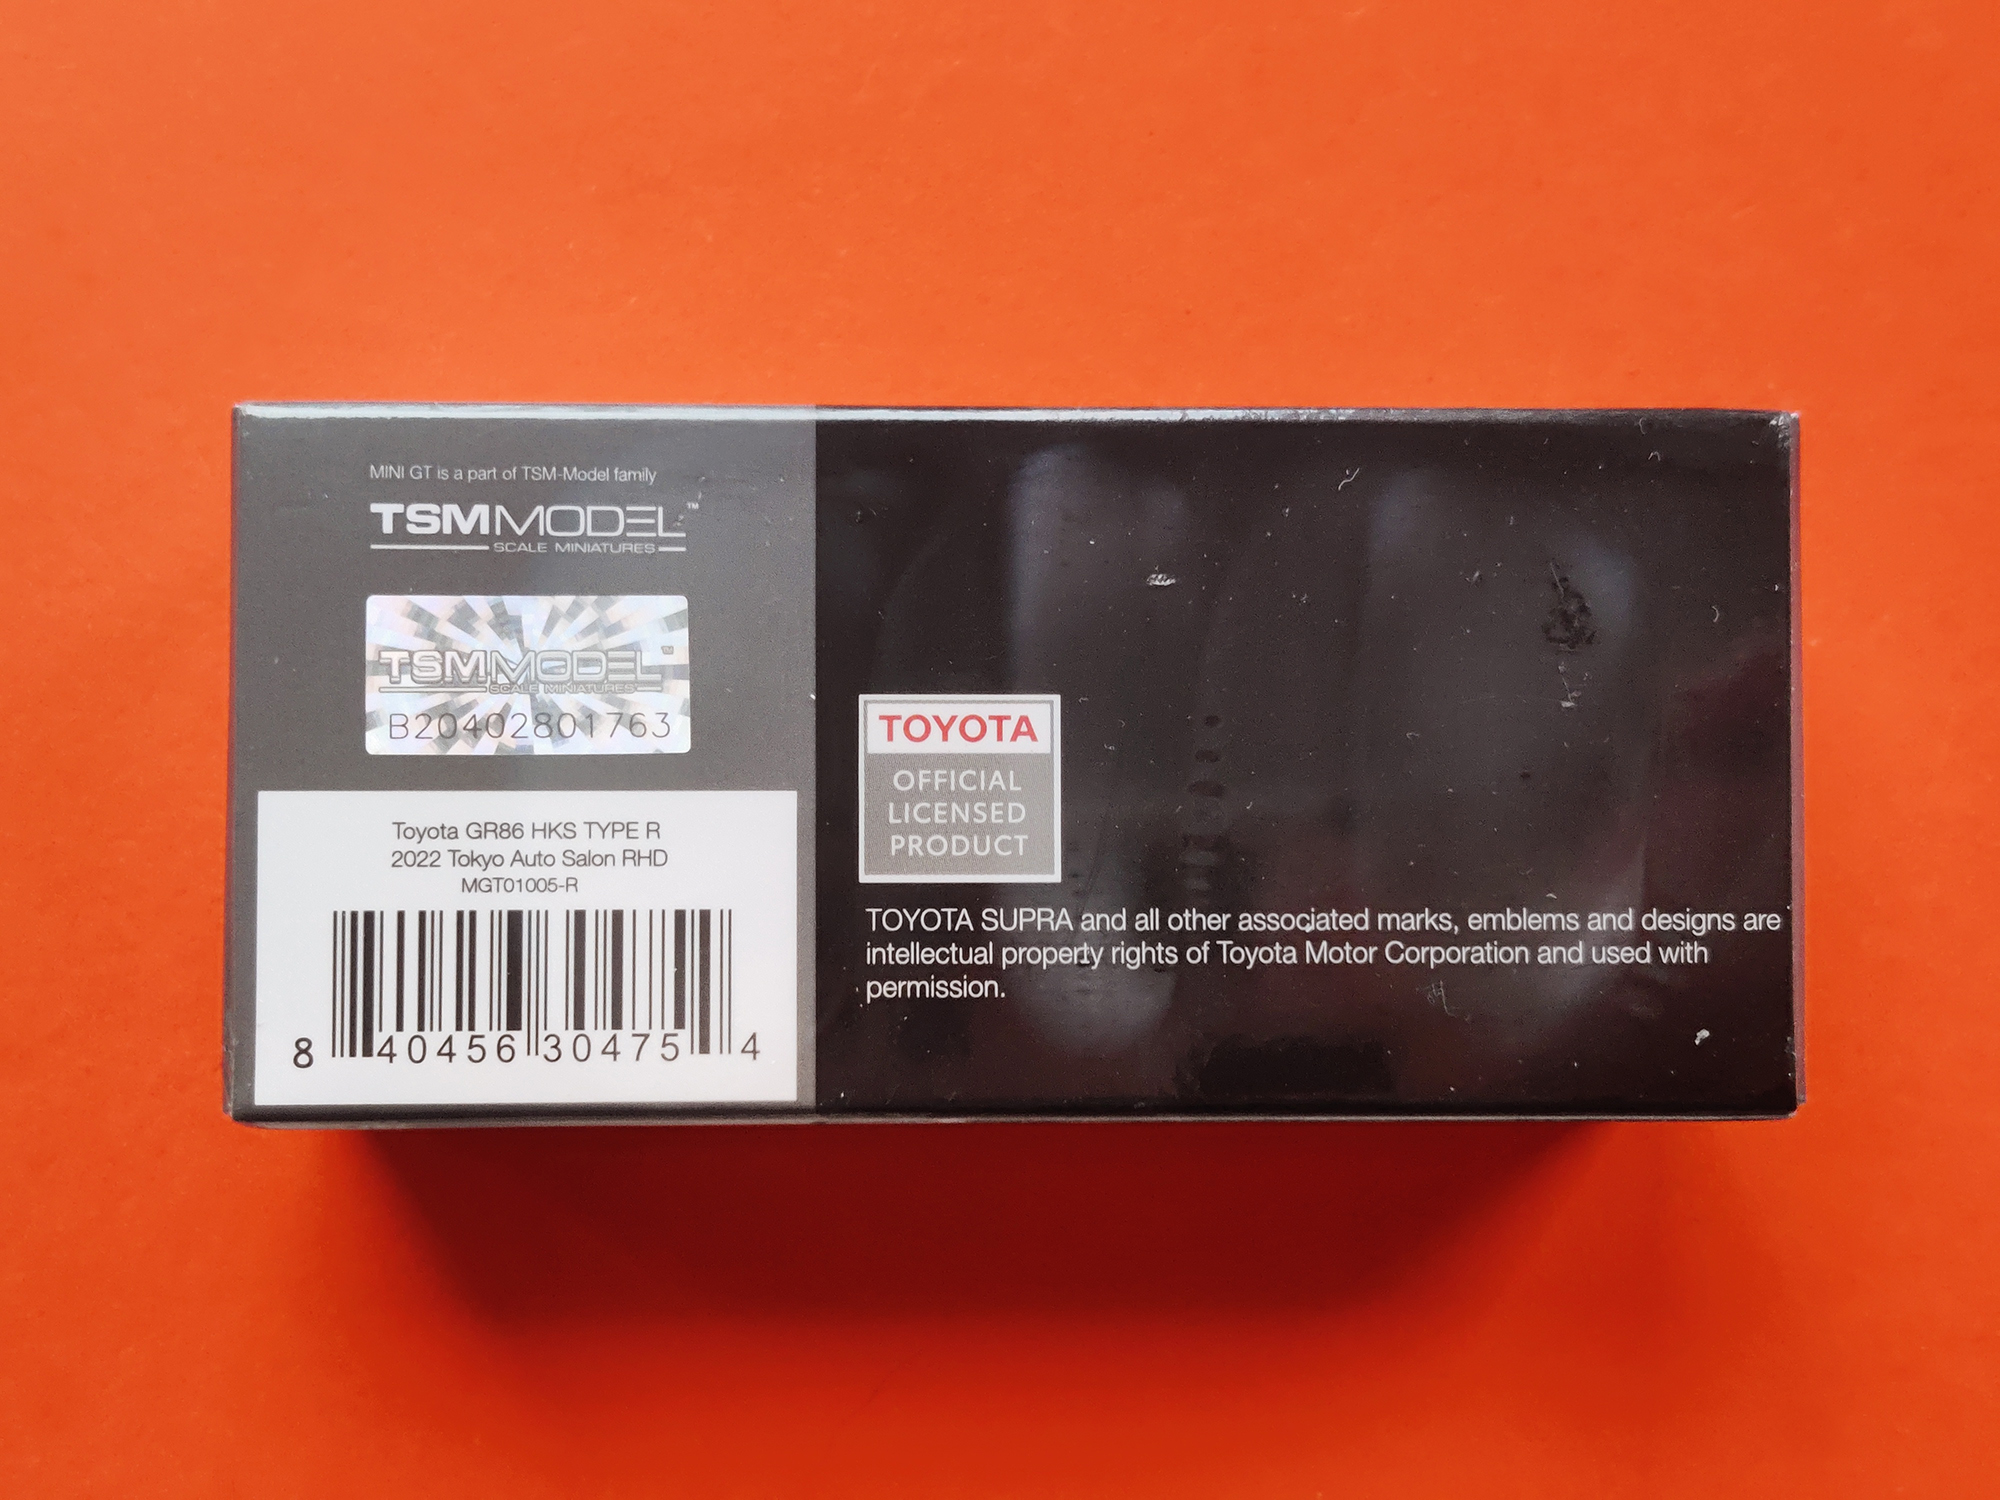 MINI GT is a part of TSM-Model family
TSMMODEL™
SCALE MINIATURES
TSMMODEL™
SCALE MINIATURES
B20402801763
Toyota GR86 HKS TYPE R
2022 Tokyo Auto Salon RHD
MGT01005-R
8 40456 30475 4
TOYOTA
OFFICIAL
LICENSED
PRODUCT
TOYOTA SUPRA and all other associated marks, emblems and designs are
intellectual property rights of Toyota Motor Corporation and used with
permission.